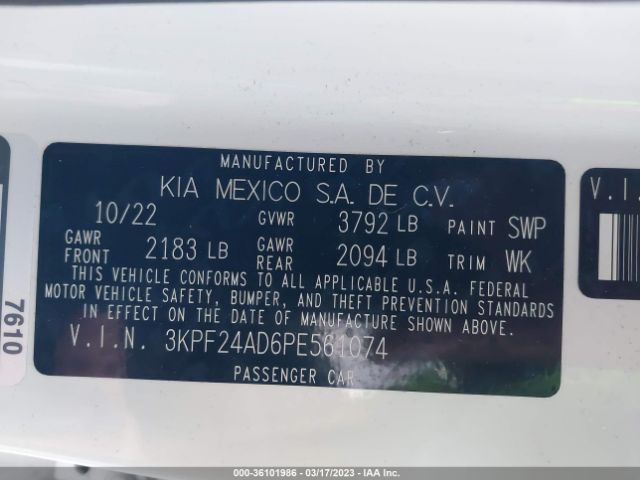 MANUFACTURED BY
KIA MEXICO S.A. DE C.V.
10/22 GVWR 3792 LB PAINT SWP
GAWR FRONT 2183 LB GAWR REAR 2094 LB TRIM WK
THIS VEHICLE CONFORMS TO ALL APPLICABLE U.S.A. FEDERAL
MOTOR VEHICLE SAFETY, BUMPER, AND THEFT PREVENTION STANDARDS
IN EFFECT ON THE DATE OF MANUFACTURE SHOWN ABOVE.
V.I.N. 3KPF24AD6PE561074
PASSENGER CAR
7610
V.I.
000-36101986 - 03/17/2023 - IAAI.COM